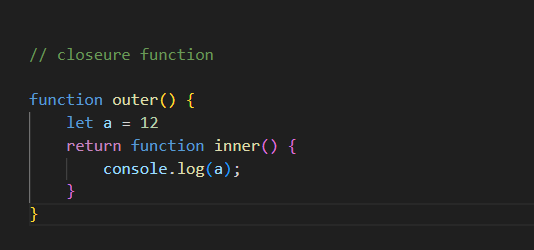 // closeure function
function outer() {
let a = 12
return function inner() {
console.log(a);
}
}